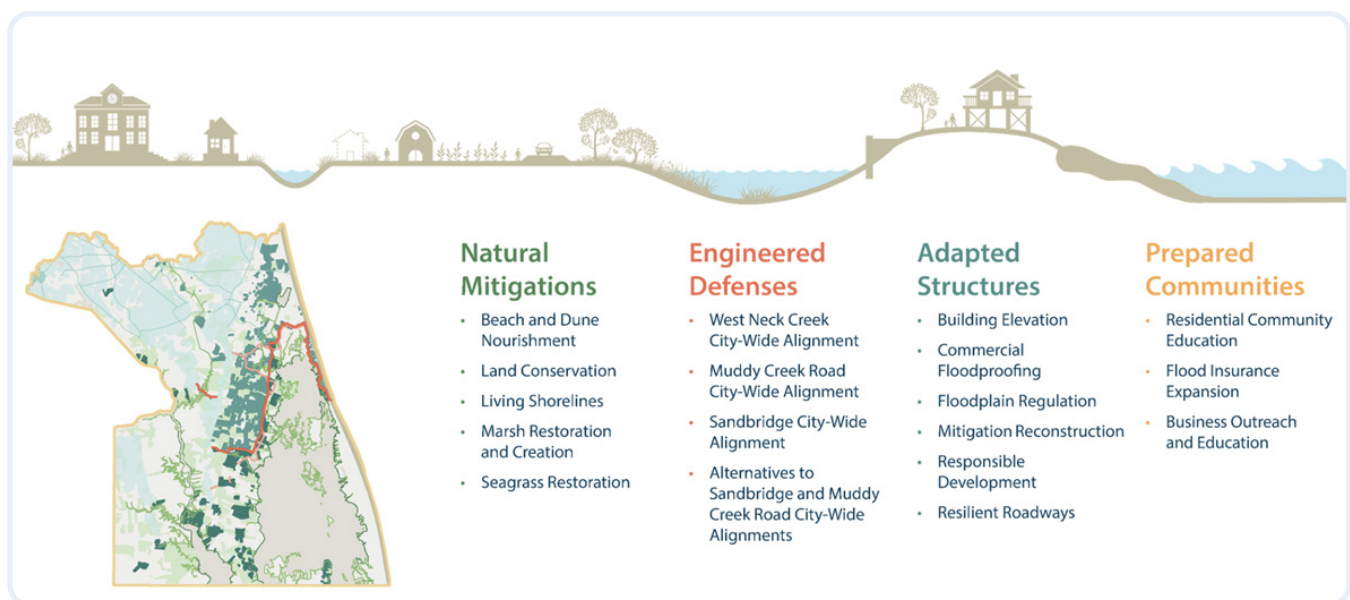 Natural
Mitigations
• Beach and Dune
Nourishment
• Land Conservation
• Living Shorelines
• Marsh Restoration
and Creation
• Seagrass Restoration
Engineered
Defenses
• West Neck Creek
City-Wide Alignment
• Muddy Creek Road
City-Wide Alignment
• Sandbridge City-Wide
Alignment
• Alternatives to
Sandbridge and Muddy
Creek Road City-Wide
Alignments
Adapted
Structures
• Building Elevation
• Commercial
Floodproofing
• Floodplain Regulation
• Mitigation Reconstruction
• Responsible
Development
• Resilient Roadways
Prepared
Communities
• Residential Community
Education
• Flood Insurance
Expansion
• Business Outreach
and Education